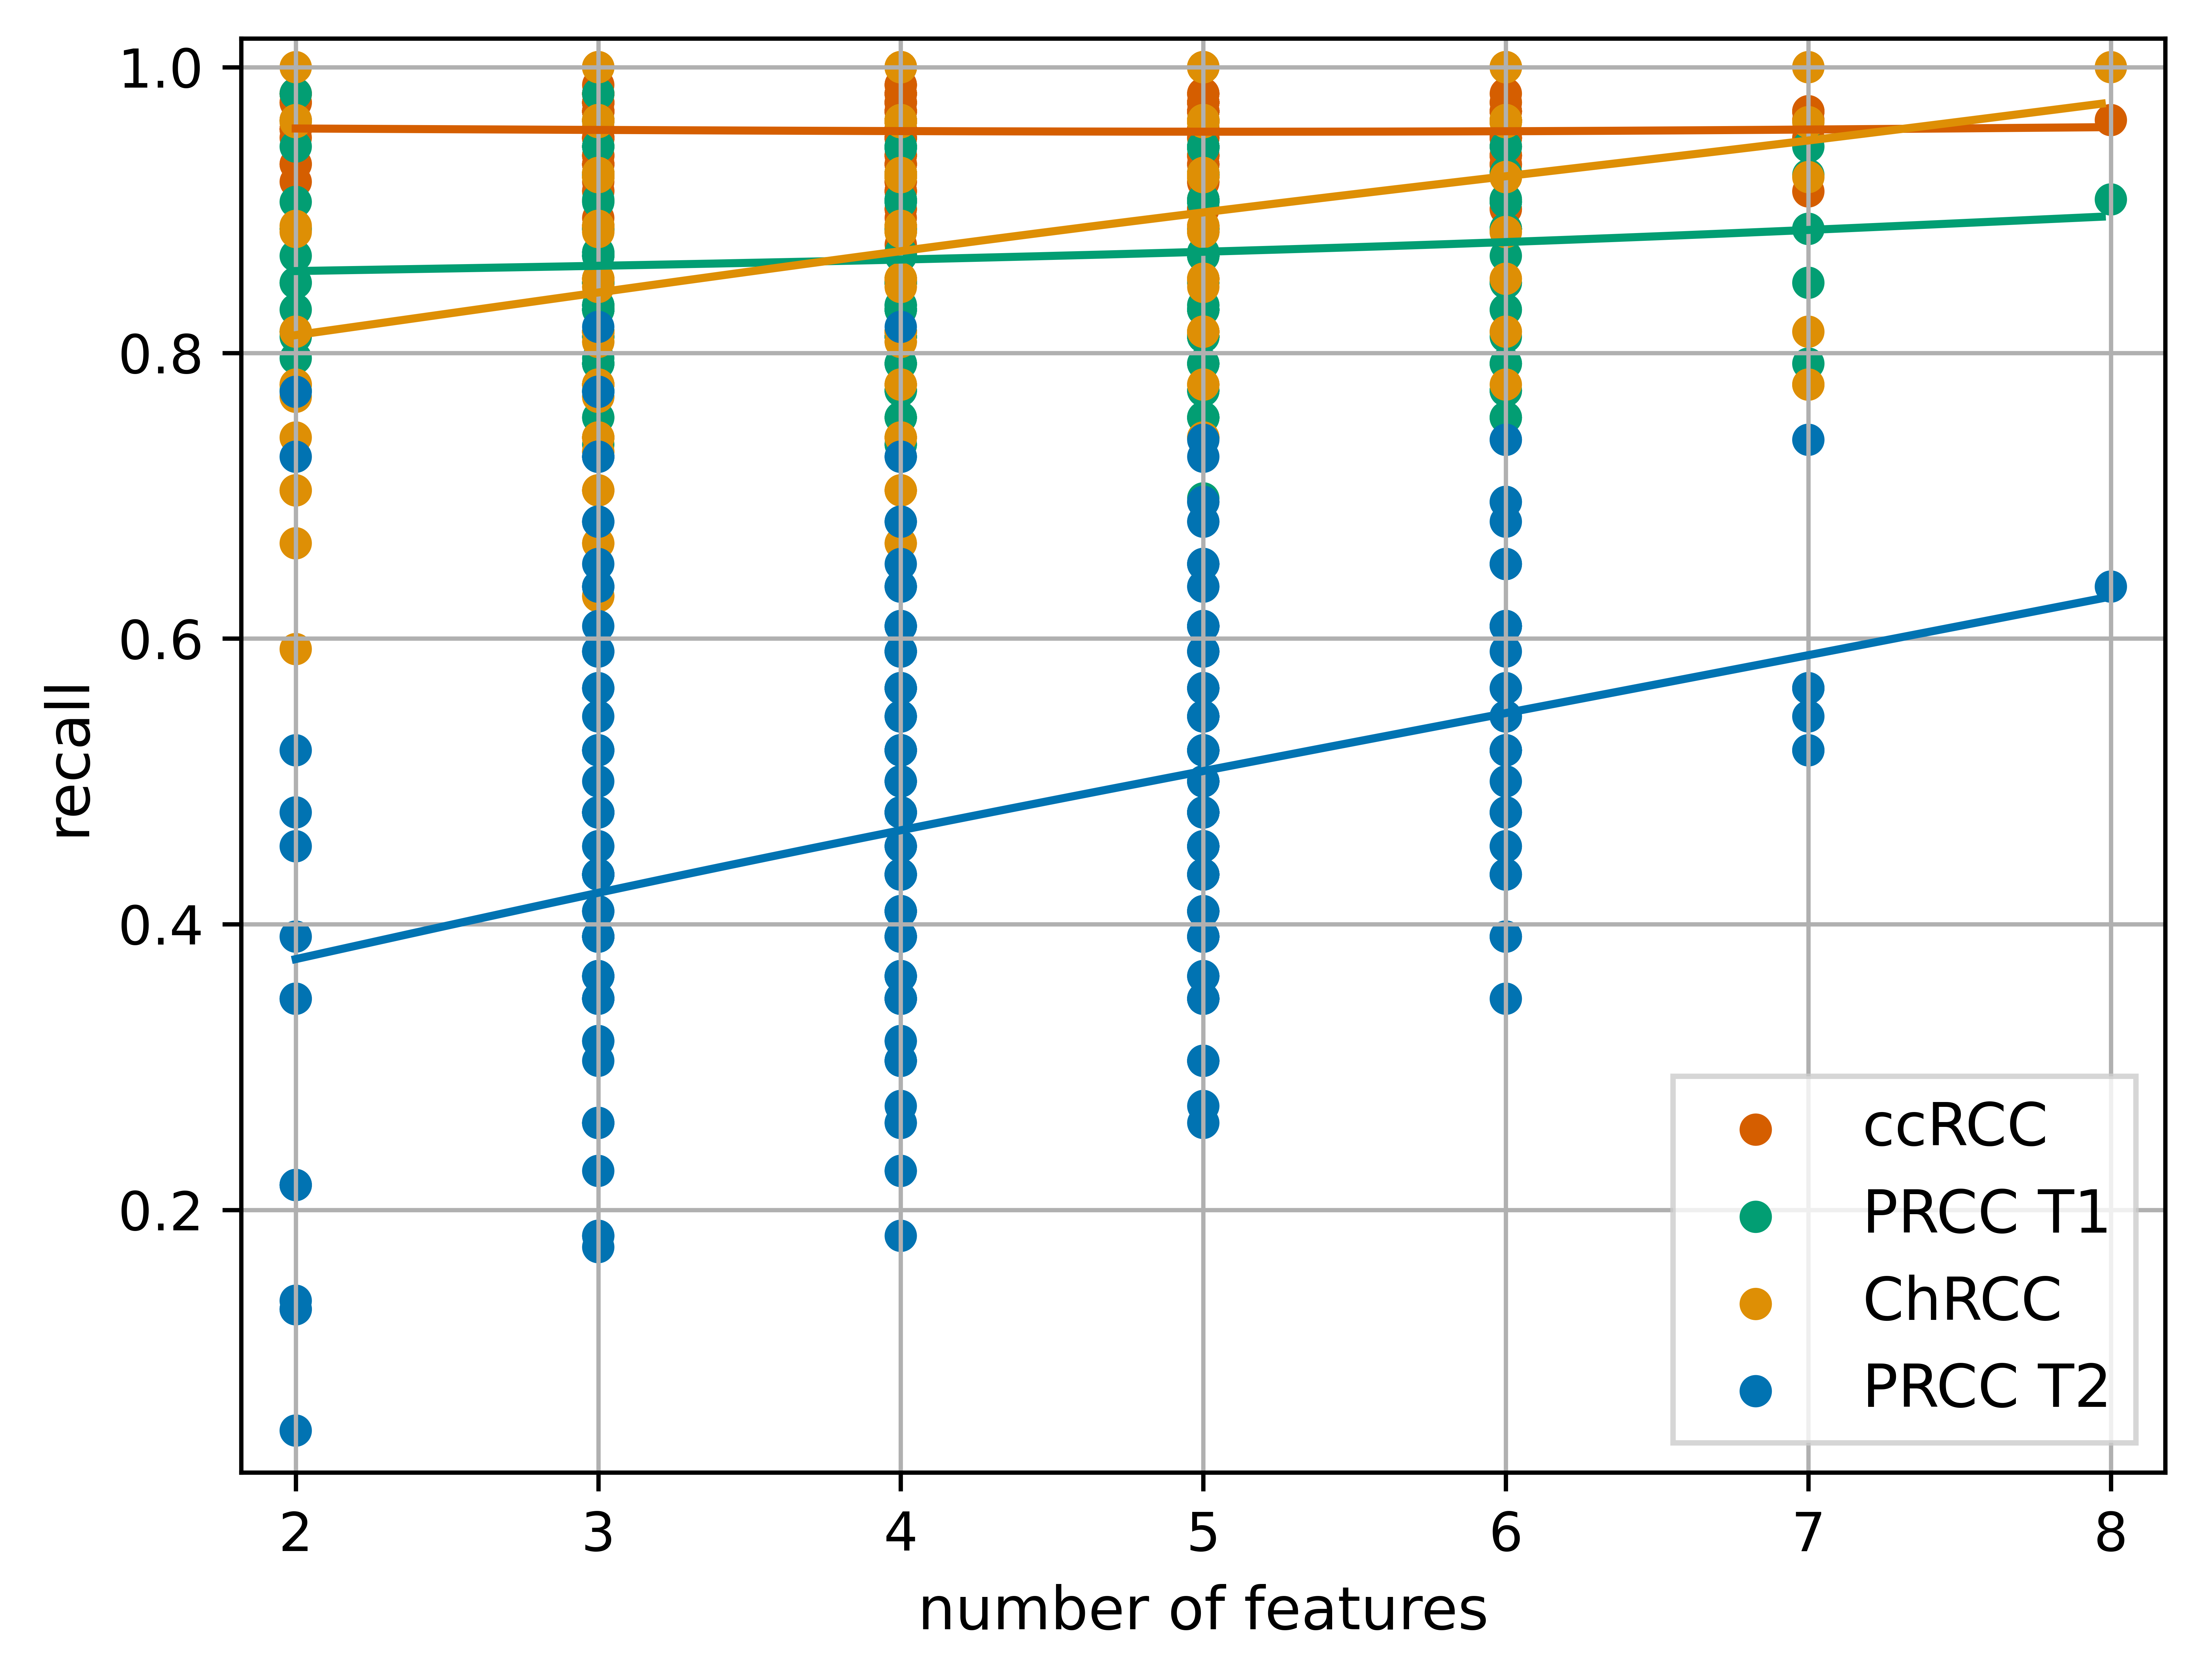 1.0
0.8
0.6
0.4
0.2
recall
2 3 4 5 6 7 8
number of features
ccRCC
PRCC T1
ChRCC
PRCC T2